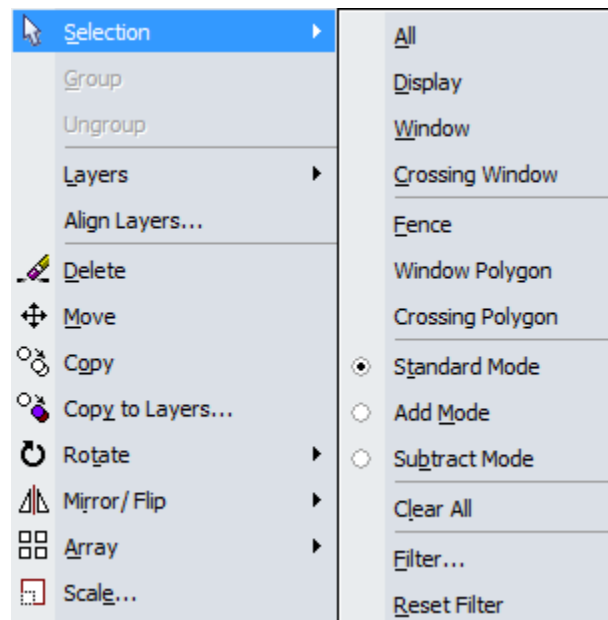 Selection
Group
Ungroup
Layers
Align Layers...
Delete
Move
Copy
Copy to Layers...
Rotate
Mirror/ Flip
Array
Scale...
All
Display
Window
Crossing Window
Fence
Window Polygon
Crossing Polygon
Standard Mode
Add Mode
Subtract Mode
Clear All
Filter...
Reset Filter